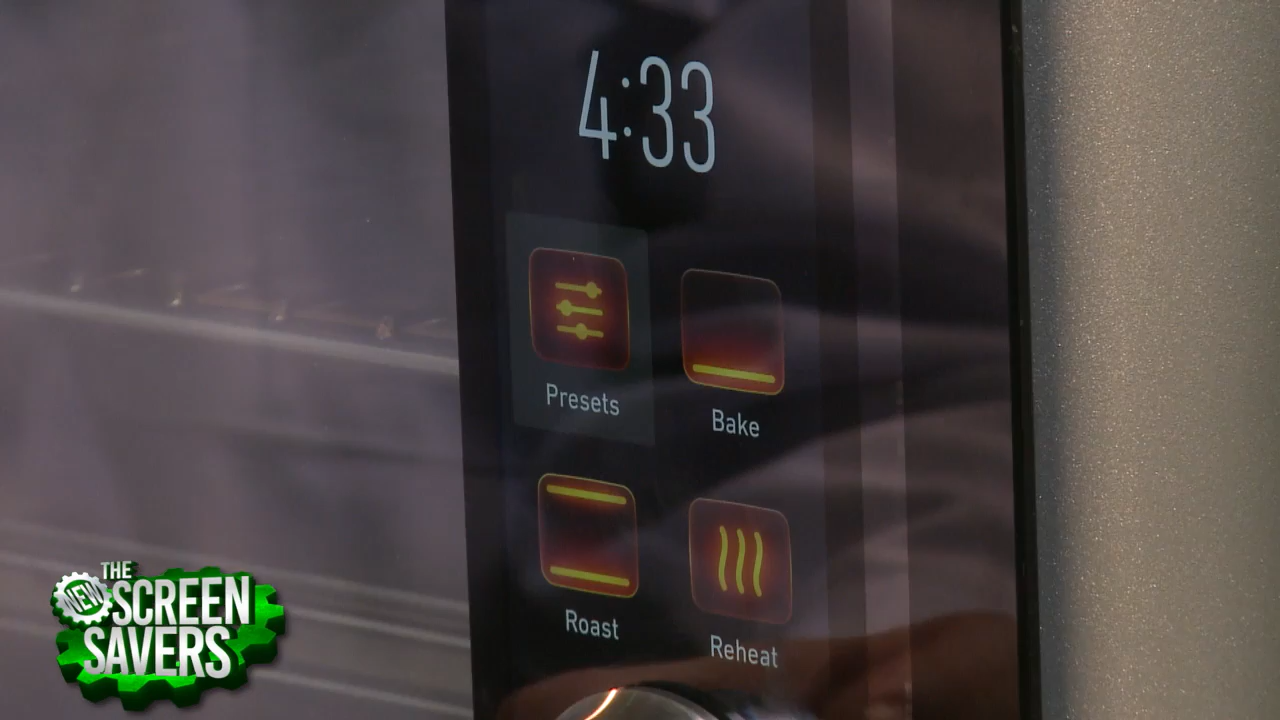 4:33
Presets
Bake
Roast
Reheat
THE
NEW
SCREEN
SAVERS